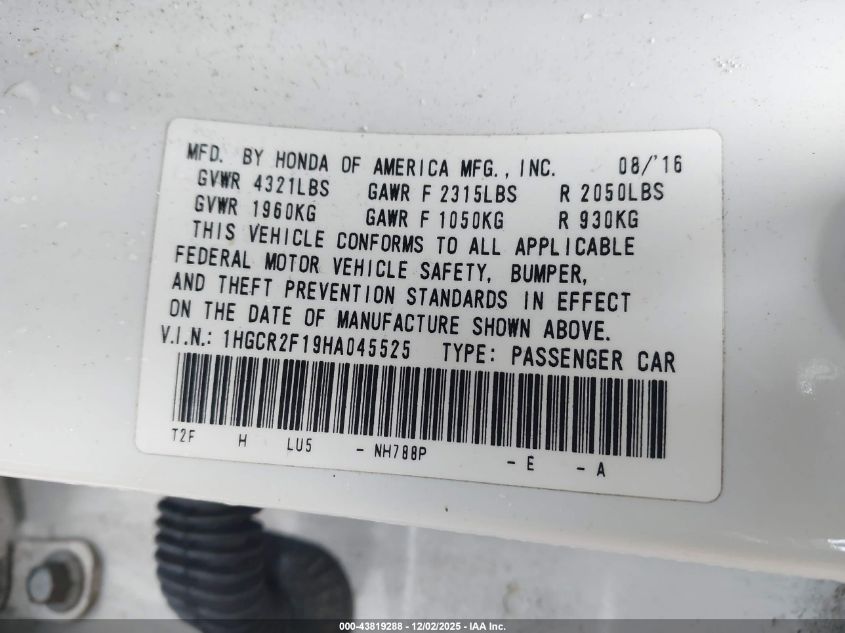 MFD. BY HONDA OF AMERICA MFG., INC. 08/'16
GVWR 4321LBS GAWR F 2315LBS R 2050LBS
GVWR 1960KG GAWR F 1050KG R 930KG
THIS VEHICLE CONFORMS TO ALL APPLICABLE
FEDERAL MOTOR VEHICLE SAFETY, BUMPER,
AND THEFT PREVENTION STANDARDS IN EFFECT
ON THE DATE OF MANUFACTURE SHOWN ABOVE.
V.I.N.: 1HGCR2F19HA045525 TYPE: PASSENGER CAR
T2F H LU5 - NH788P - E - A
000-43819288 - 12/02/2025 - IAA Inc.